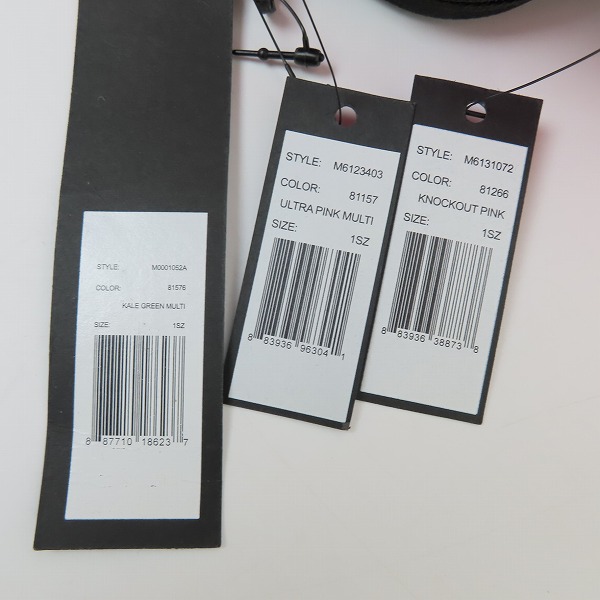 STYLE: M0001052A
COLOR: 81576
KALE GREEN MULTI
SIZE: 1SZ
8 87710 18623 7
STYLE: M6123403
COLOR: 81157
ULTRA PINK MULTI
SIZE: 1SZ
8 83936 96304 1
STYLE: M6131072
COLOR: 81266
KNOCKOUT PINK
SIZE: 1SZ
8 83936 38873 8